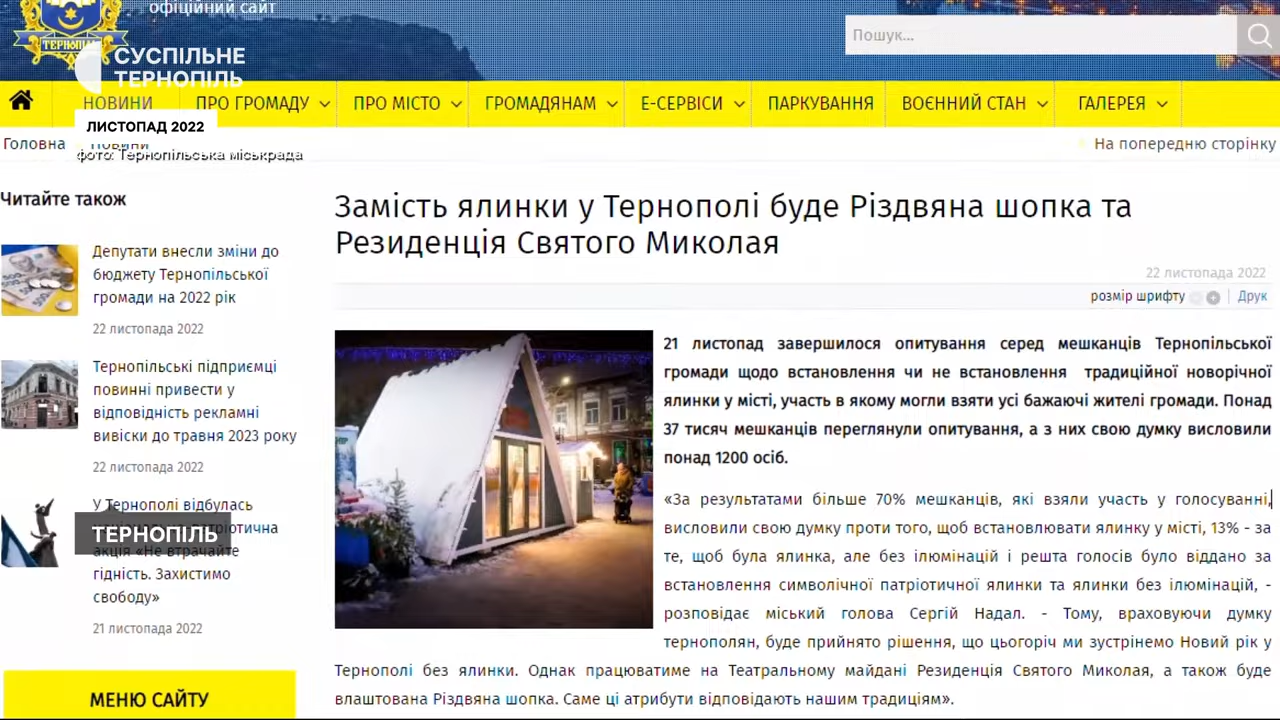 офіційний сайт
ТЕРНОПІЛЬ
СУСПІЛЬНЕ
ТЕРНОПІЛЬ
Пошук...
НОВИНИ ПРО ГРОМАДУ ПРО МІСТО ГРОМАДЯНАМ Е-СЕРВІСИ ПАРКУВАННЯ ВОЄННИЙ СТАН ГАЛЕРЕЯ
ЛИСТОПАД 2022
Головна Новини На попередню сторінку
фото: Тернопільська міськрада
Читайте також
Депутати внесли зміни до
бюджету Тернопільської
громади на 2022 рік
22 листопада 2022
Тернопільські підприємці
повинні привести у
відповідність рекламні
вивіски до травня 2023 року
22 листопада 2022
У Тернополі відбулась
патріотична
ТЕРНОПІЛЬ
акція «Не втрачайте
гідність. Захистимо
свободу»
21 листопада 2022
МЕНЮ САЙТУ
Замість ялинки у Тернополі буде Різдвяна шопка та
Резиденція Святого Миколая
22 листопада 2022
розмір шрифту Друк
21 листопад завершилося опитування серед мешканців Тернопільської
громади щодо встановлення чи не встановлення традиційної новорічної
ялинки у місті, участь в якому могли взяти усі бажаючі жителі громади. Понад
37 тисяч мешканців переглянули опитування, а з них свою думку висловили
понад 1200 осіб.
«За результатами більше 70% мешканців, які взяли участь у голосуванні,
висловили свою думку проти того, щоб встановлювати ялинку у місті, 13% - за
те, щоб була ялинка, але без ілюмінацій і решта голосів було віддано за
встановлення символічної патріотичної ялинки та ялинки без ілюмінацій, -
розповідає міський голова Сергій Надал. - Тому, враховуючи думку
тернополян, буде прийнято рішення, що цьогоріч ми зустрінемо Новий рік у
Тернополі без ялинки. Однак працюватиме на Театральному майдані Резиденція Святого Миколая, а також буде
влаштована Різдвяна шопка. Саме ці атрибути відповідають нашим традиціям».